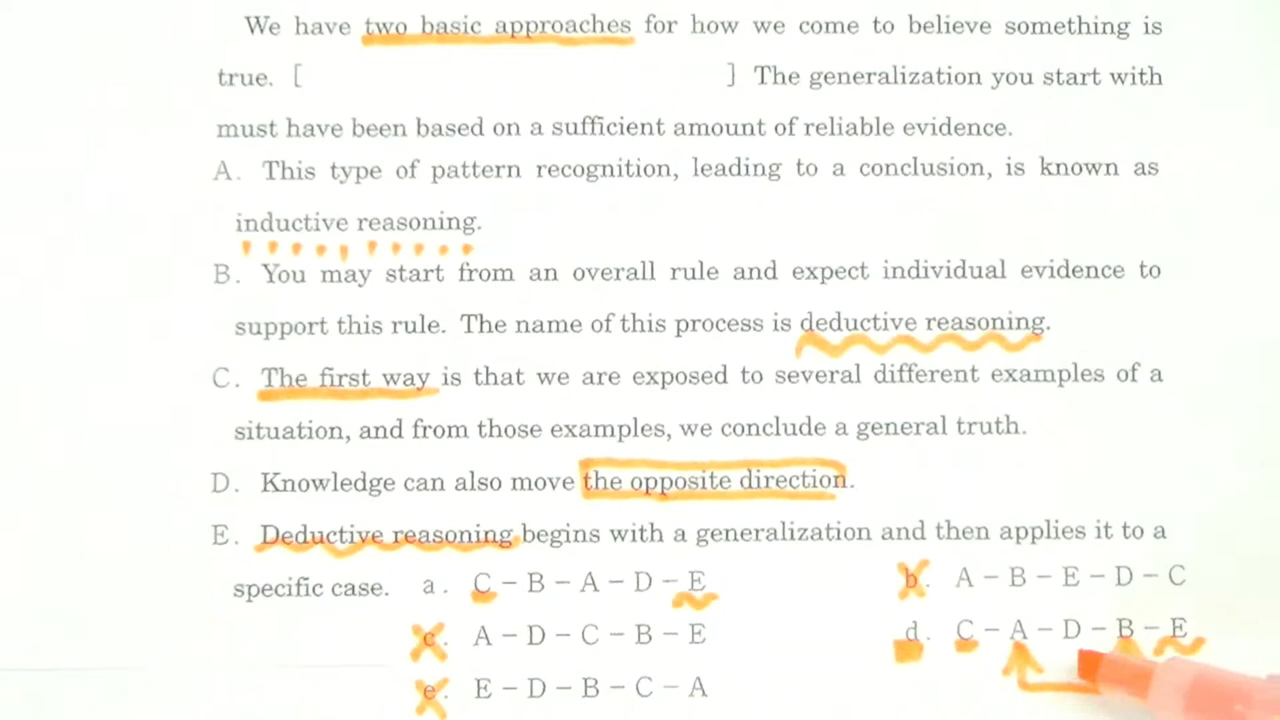 We have two basic approaches for how we come to believe something is
true. [ ] The generalization you start with
must have been based on a sufficient amount of reliable evidence.
A. This type of pattern recognition, leading to a conclusion, is known as
inductive reasoning.
B. You may start from an overall rule and expect individual evidence to
support this rule. The name of this process is deductive reasoning.
C. The first way is that we are exposed to several different examples of a
situation, and from those examples, we conclude a general truth.
D. Knowledge can also move the opposite direction.
E. Deductive reasoning begins with a generalization and then applies it to a
specific case. a. C – B – A – D – E b. A – B – E – D – C
c. A – D – C – B – E d. C – A – D – B – E
e. E – D – B – C – A